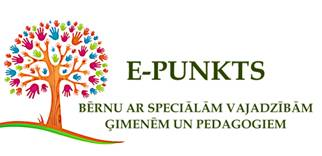 E-PUNKTS
BĒRNU AR SPECIĀLĀM VAJADZĪBĀM
ĢIMENĒM UN PEDAGOGIEM